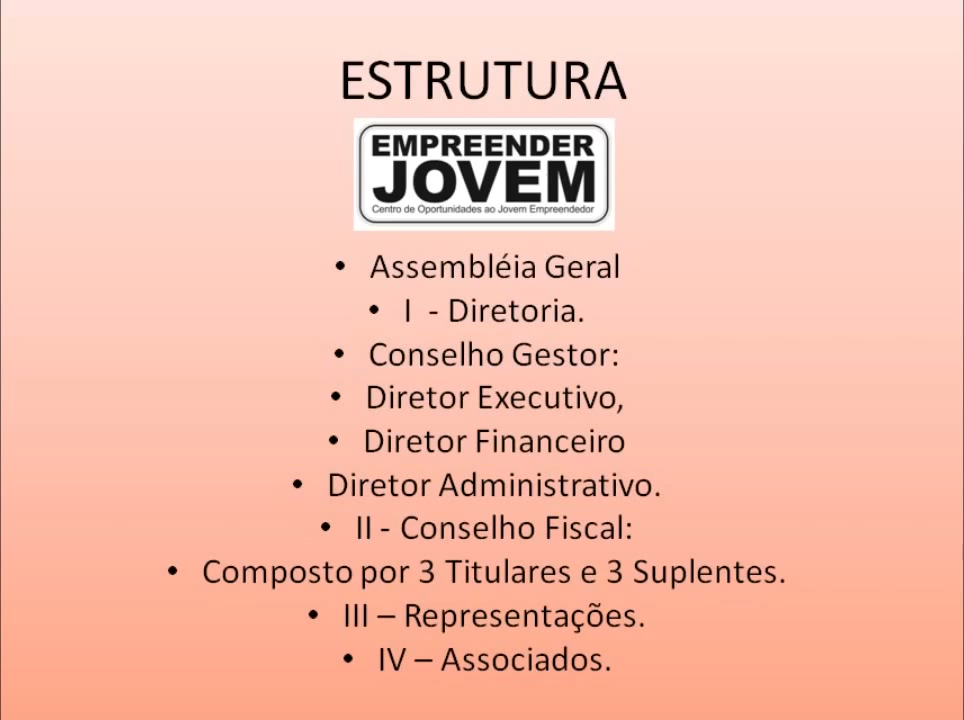 ESTRUTURA
EMPREENDER
JOVEM
Centro de Oportunidades ao Jovem Empreendedor
• Assembléia Geral
• I - Diretoria.
• Conselho Gestor:
• Diretor Executivo,
• Diretor Financeiro
• Diretor Administrativo.
• II - Conselho Fiscal:
• Composto por 3 Titulares e 3 Suplentes.
• III – Representações.
• IV – Associados.